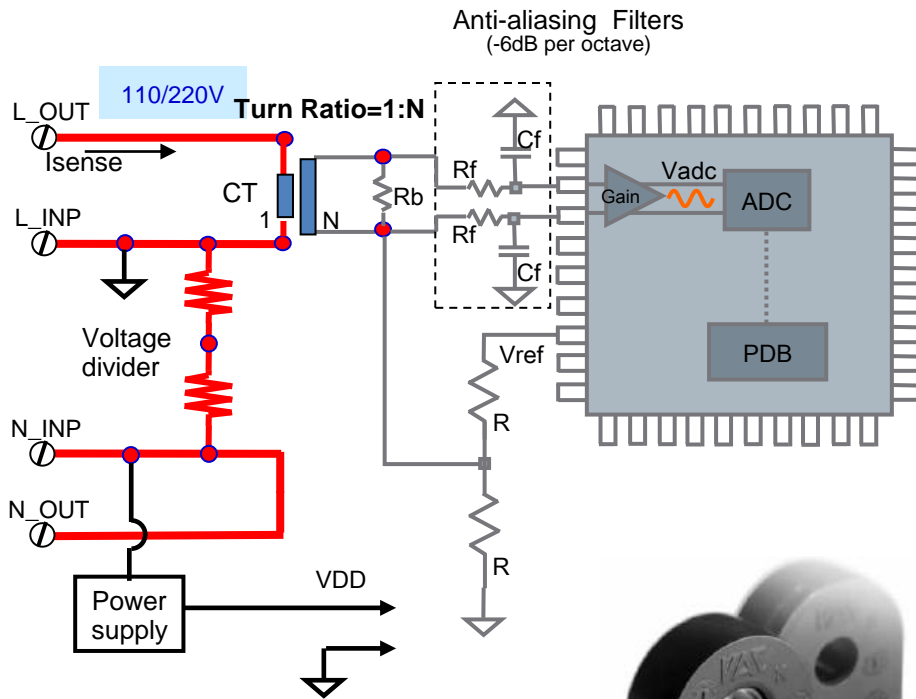 Anti-aliasing Filters
(-6dB per octave)
110/220V
L_OUT
Turn Ratio=1:N
Isense
Cf
Rf
Vadc
CT
Rb
Gain
ADC
1
N
L_INP
Rf
Cf
Voltage
divider
Vref
PDB
N_INP
R
N_OUT
VDD
R
Power
supply
VAC